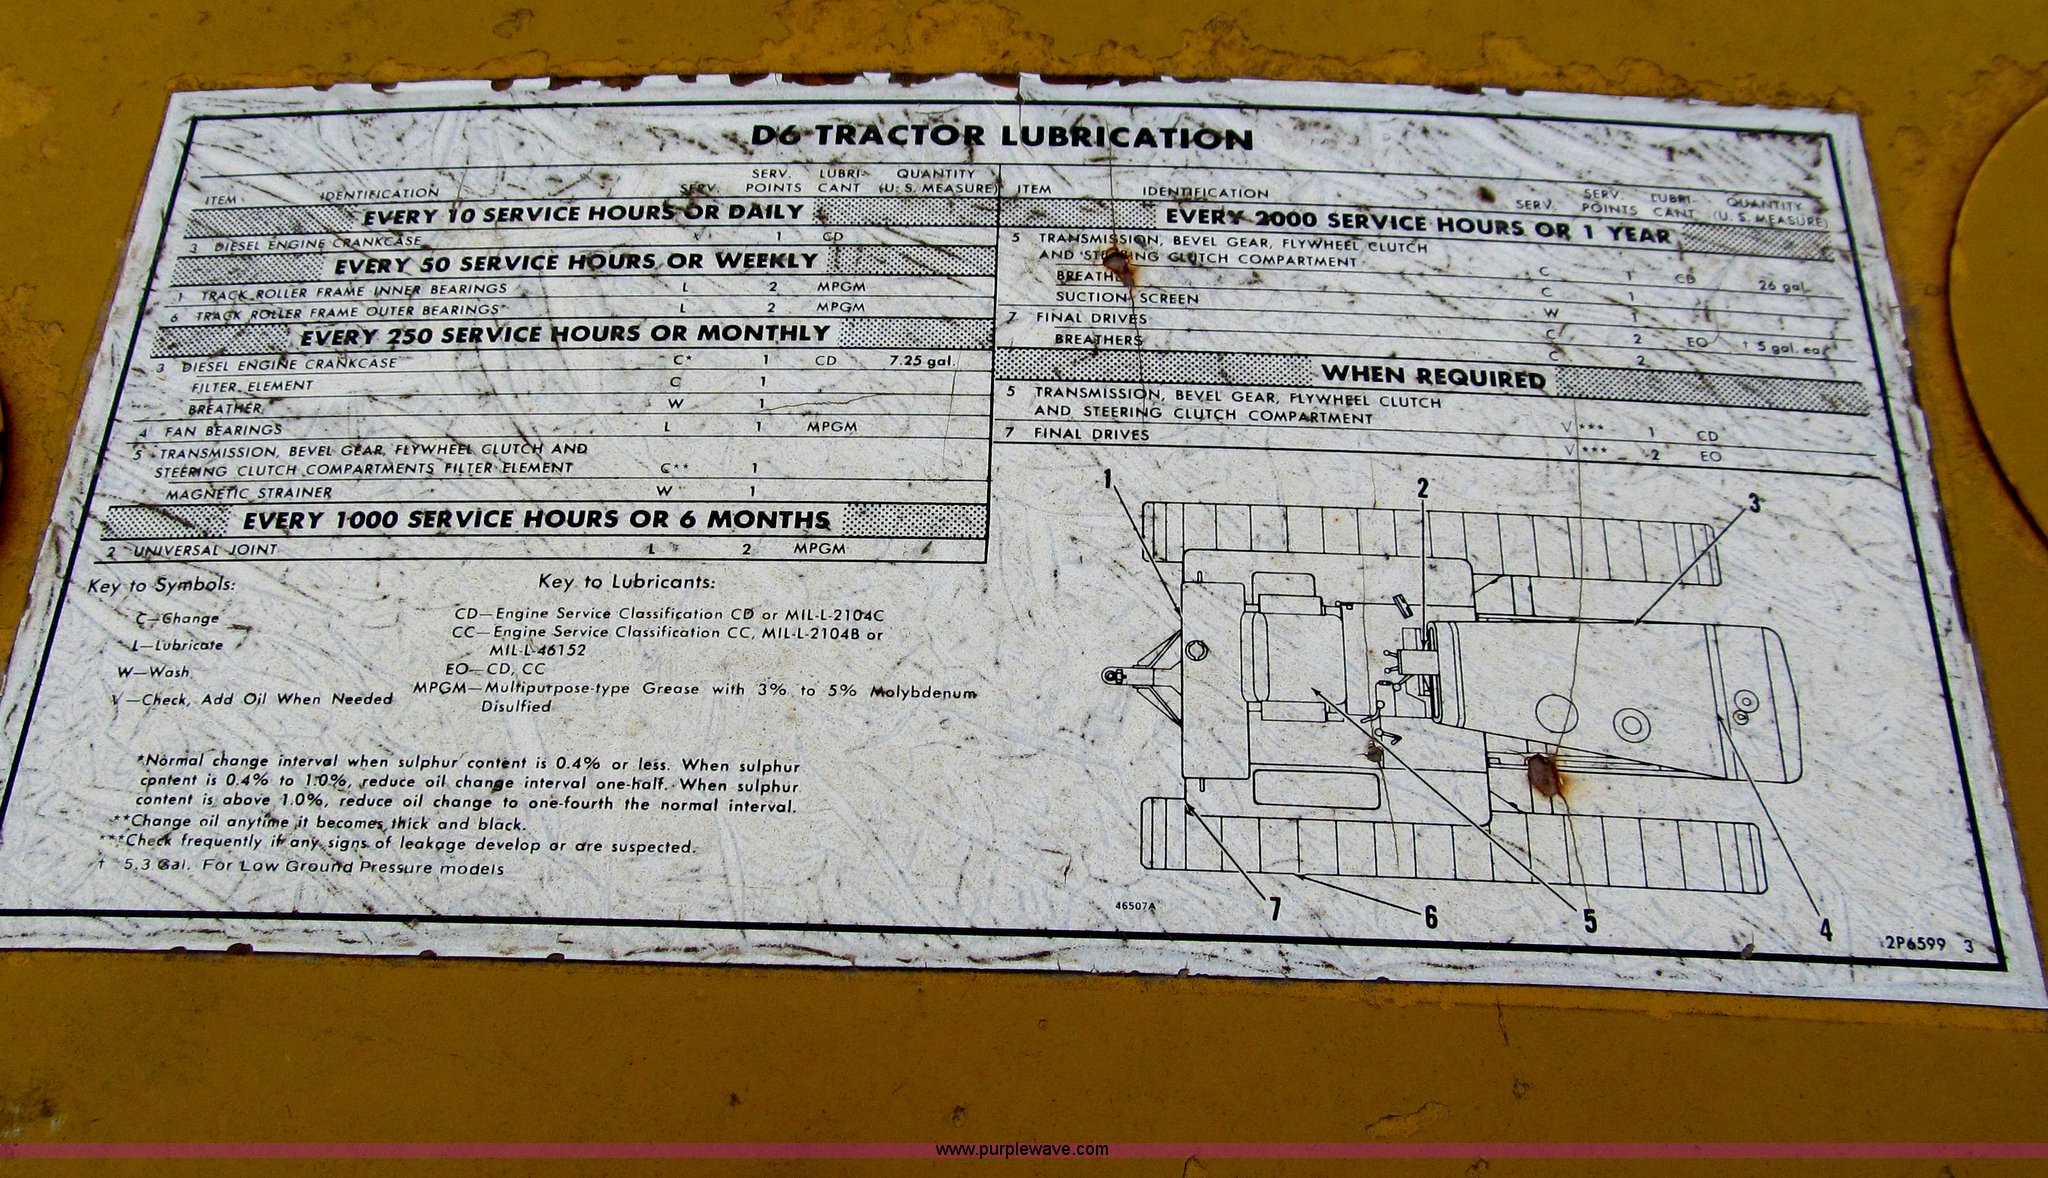 D6 TRACTOR LUBRICATION
ITEM IDENTIFICATION SERV. SERV. POINTS LUBRI- CANT QUANTITY (U. S. MEASURE)
EVERY 10 SERVICE HOURS OR DAILY
3 DIESEL ENGINE CRANKCASE V 1 CD
EVERY 50 SERVICE HOURS OR WEEKLY
1 TRACK ROLLER FRAME INNER BEARINGS L 2 MPGM
6 TRACK ROLLER FRAME OUTER BEARINGS L 2 MPGM
EVERY 250 SERVICE HOURS OR MONTHLY
3 DIESEL ENGINE CRANKCASE C* 1 CD 7.25 gal.
FILTER ELEMENT C 1
BREATHER W 1
4 FAN BEARINGS L 1 MPGM
5 TRANSMISSION, BEVEL GEAR, FLYWHEEL CLUTCH AND
STEERING CLUTCH COMPARTMENTS FILTER ELEMENT C** 1
MAGNETIC STRAINER W 1
EVERY 1000 SERVICE HOURS OR 6 MONTHS
2 UNIVERSAL JOINT L 2 MPGM
Key to Symbols:
C—Change
L—Lubricate
W—Wash
V—Check, Add Oil When Needed
Key to Lubricants:
CD—Engine Service Classification CD or MIL-L-2104C
CC—Engine Service Classification CC, MIL-L-2104B or
MIL-L-46152
EO—CD, CC
MPGM—Multipurpose-type Grease with 3% to 5% Molybdenum
Disulfied
*Normal change interval when sulphur content is 0.4% or less. When sulphur
content is 0.4% to 1.0%, reduce oil change interval one-half. When sulphur
content is above 1.0%, reduce oil change to one-fourth the normal interval.
**Change oil anytime it becomes thick and black.
***Check frequently if any signs of leakage develop or are suspected.
† 5.3 Gal. For Low Ground Pressure models
ITEM IDENTIFICATION SERV. SERV. POINTS LUBRI- CANT QUANTITY (U. S. MEASURE)
EVERY 2000 SERVICE HOURS OR 1 YEAR
5 TRANSMISSION, BEVEL GEAR, FLYWHEEL CLUTCH
AND STEERING CLUTCH COMPARTMENT C 1 CD 26 gal.
BREATHER C 1
SUCTION SCREEN W 1
7 FINAL DRIVES C 2 EO † 5 gal. ea.
BREATHERS C 2
WHEN REQUIRED
5 TRANSMISSION, BEVEL GEAR, FLYWHEEL CLUTCH
AND STEERING CLUTCH COMPARTMENT V*** 1 CD
7 FINAL DRIVES V*** 2 EO
1
2
3
7
6
5
4
46507A
2P6599 3
www.purplewave.com